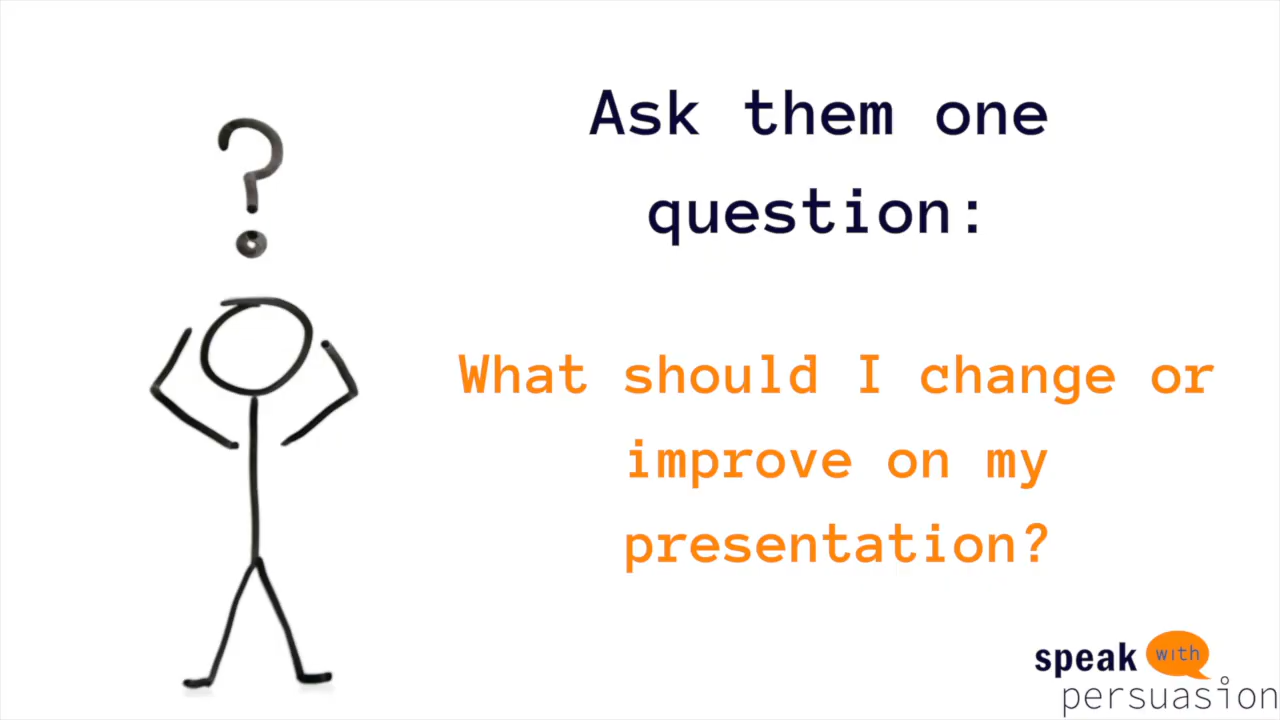 Ask them one
question:
What should I change or
improve on my
presentation?
speak with
persuasion